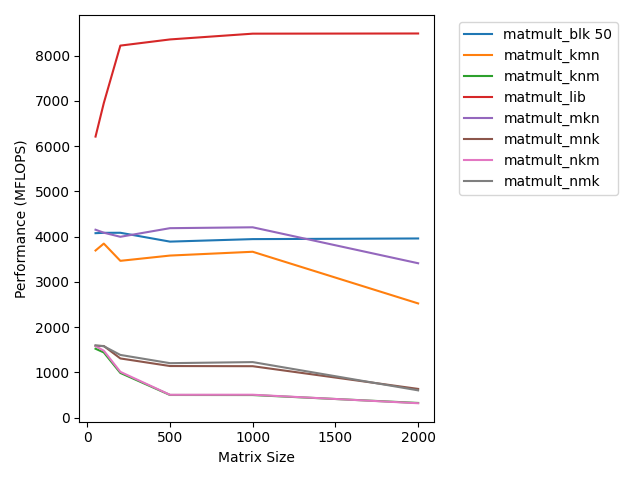 8000
7000
6000
5000
4000
3000
2000
1000
0
Performance (MFLOPS)
0
500
1000
1500
2000
Matrix Size
matmult_blk 50
matmult_kmn
matmult_knm
matmult_lib
matmult_mkn
matmult_mnk
matmult_nkm
matmult_nmk